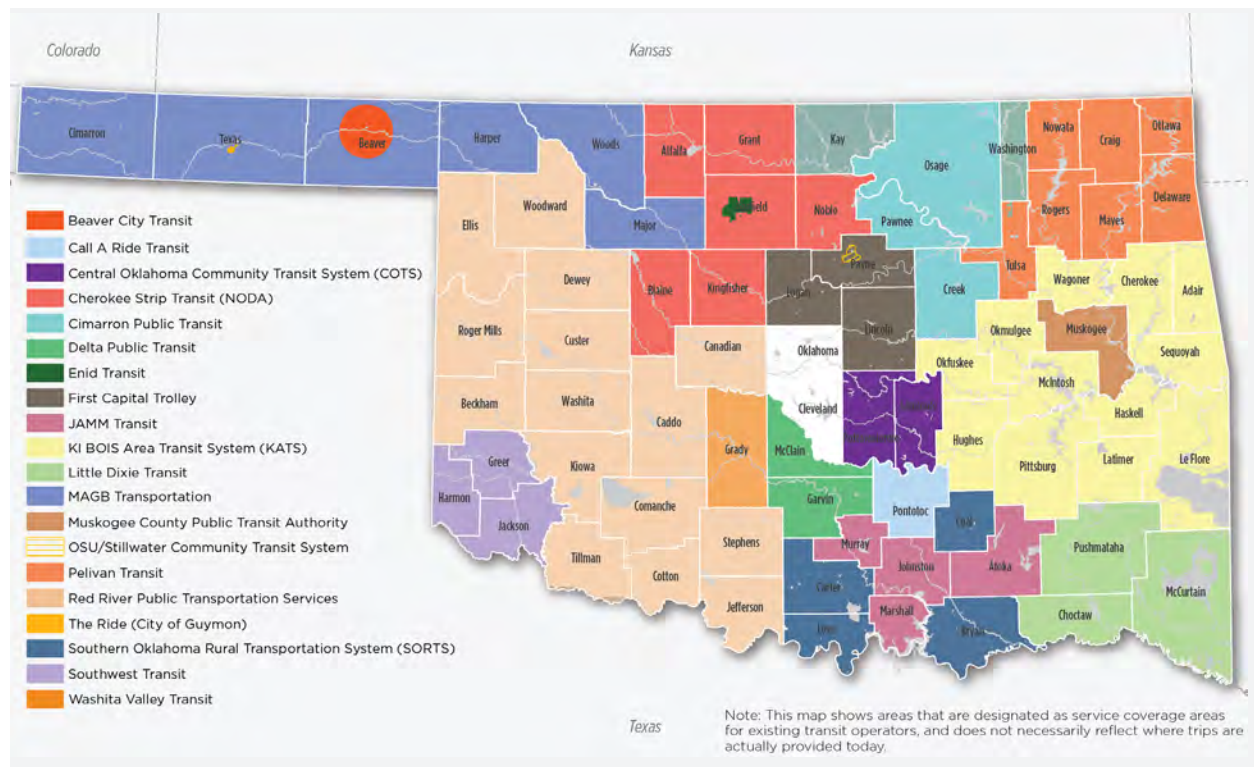 Colorado
Kansas
Cimarron
Texas
Beaver
Harper
Woods
Alfalfa
Grant
Kay
Osage
Washington
Nowata
Craig
Ottawa
Ellis
Woodward
Major
Noble
Pawnee
Rogers
Mayes
Delaware
Dewey
Blaine
Kingfisher
Logan
Payne
Creek
Tulsa
Wagoner
Cherokee
Adair
Roger Mills
Custer
Canadian
Oklahoma
Lincoln
Okmulgee
Muskogee
Sequoyah
Okfuskee
McIntosh
Beckham
Washita
Caddo
Cleveland
Haskell
Grady
McClain
Hughes
Pittsburg
Latimer
Le Flore
Greer
Kiowa
Harmon
Jackson
Comanche
Garvin
Pontotoc
Coal
Tillman
Cotton
Stephens
Murray
Johnston
Atoka
Pushmataha
Jefferson
Carter
Marshall
Love
Bryan
Choctaw
McCurtain
Beaver City Transit
Call A Ride Transit
Central Oklahoma Community Transit System (COTS)
Cherokee Strip Transit (NODA)
Cimarron Public Transit
Delta Public Transit
Enid Transit
First Capital Trolley
JAMM Transit
KI BOIS Area Transit System (KATS)
Little Dixie Transit
MAGB Transportation
Muskogee County Public Transit Authority
OSU/Stillwater Community Transit System
Pelivan Transit
Red River Public Transportation Services
The Ride (City of Guymon)
Southern Oklahoma Rural Transportation System (SORTS)
Southwest Transit
Washita Valley Transit
Texas
Note: This map shows areas that are designated as service coverage areas
for existing transit operators, and does not necessarily reflect where trips are
actually provided today.